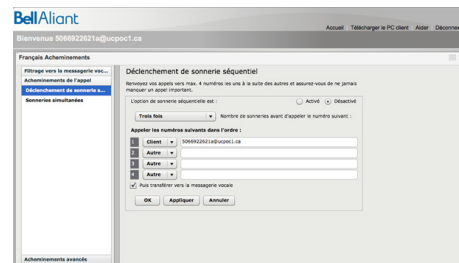 BellAliant
Accueil Télécharger le PC client Aider Déconnex
Bienvenue 5066922621a@ucpoc1.ca
Français Acheminements
Filtrage vers la messagerie voc...
Acheminements de l'appel
Déclenchement de sonnerie s...
Sonneries simultanées
Acheminements avancés
Déclenchement de sonnerie séquentiel
Renvoyez vos appels vers max. 4 numéros les uns à la suite des autres et assurez-vous de ne jamais
manquer un appel important.
L'option de sonnerie séquentielle est : Activé Désactivé
Trois fois Nombre de sonneries avant d'appeler le numéro suivant :
Appeler les numéros suivants dans l'ordre :
1 Client 5066922621a@ucpoc1.ca
2 Autre
3 Autre
4 Autre
Puis transférer vers la messagerie vocale
OK Appliquer Annuler